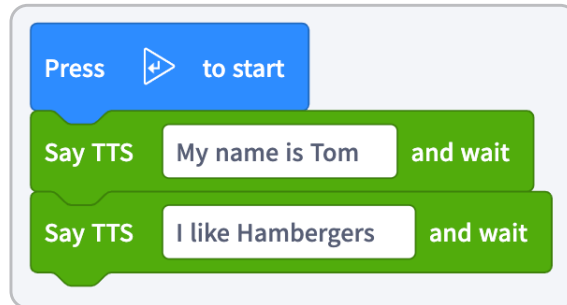 Press to start
Say TTS My name is Tom and wait
Say TTS I like Hambergers and wait